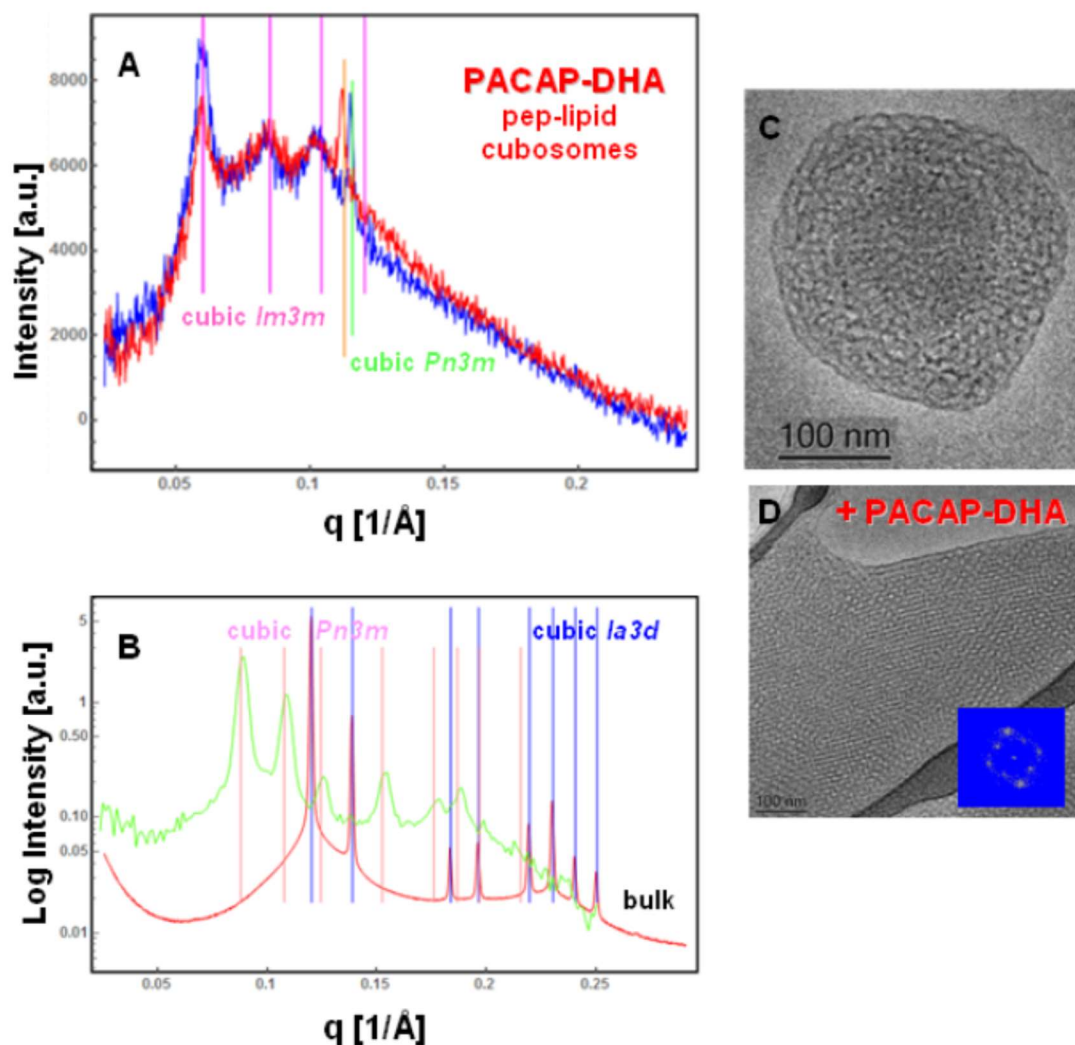 A
PACAP-DHA
pep-lipid
cubosomes
Intensity [a.u.]
8000
6000
4000
2000
0
cubic Im3m
cubic Pn3m
0.05
0.1
0.15
0.2
q [1/Å]
B
cubic Pn3m
cubic Ia3d
Log Intensity [a.u.]
5
1
0.50
0.10
0.05
0.01
bulk
0.05
0.1
0.15
0.2
0.25
q [1/Å]
C
100 nm
D
+ PACAP-DHA
100 nm